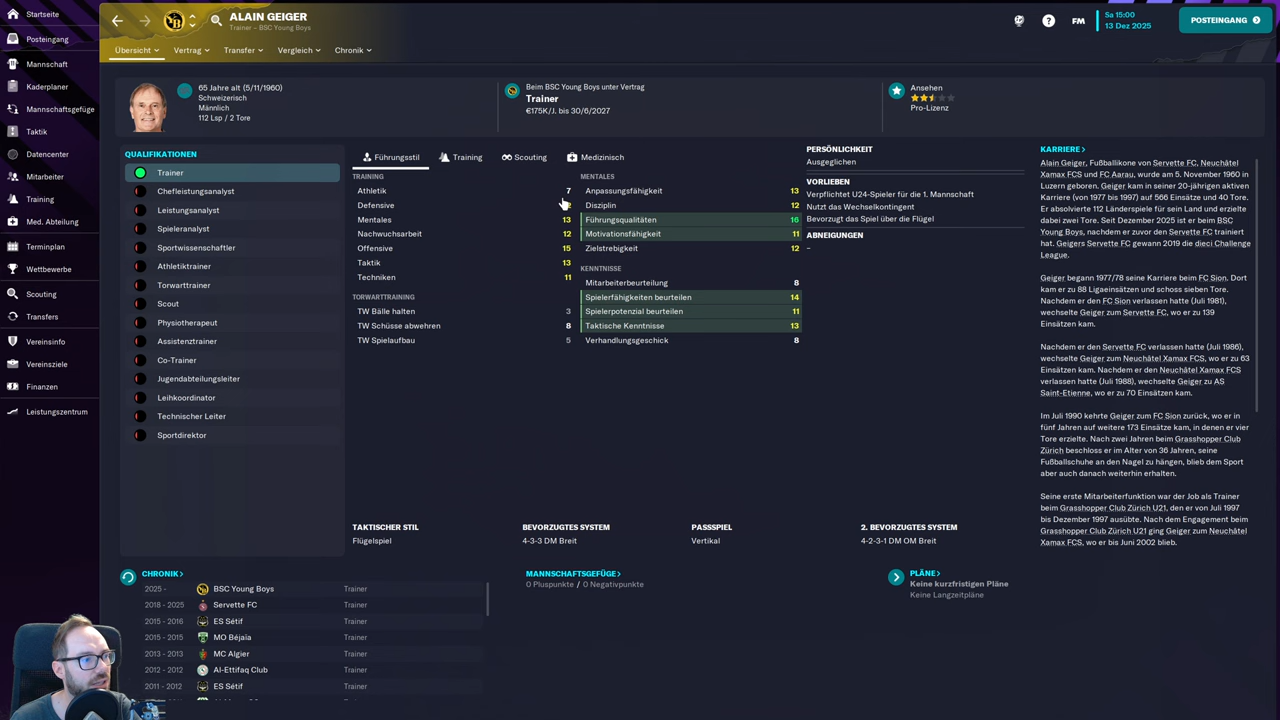 Startseite
Posteingang
Mannschaft
Kaderplaner
Mannschaftsgefüge
Taktik
Datencenter
Mitarbeiter
Training
Med. Abteilung
Terminplan
Wettbewerbe
Scouting
Transfers
Vereinsinfo
Vereinsziele
Finanzen
Leistungszentrum
ALAIN GEIGER
Trainer – BSC Young Boys
FM
Sa 15:00
13 Dez 2025
POSTEINGANG
Übersicht
Vertrag
Transfer
Vergleich
Chronik
65 Jahre alt (5/11/1960)
Schweizerisch
Männlich
112 Lsp / 2 Tore
Beim BSC Young Boys unter Vertrag
Trainer
€175K/J. bis 30/6/2027
Ansehen
Pro-Lizenz
QUALIFIKATIONEN
Trainer
Chefleistungsanalyst
Leistungsanalyst
Spieleranalyst
Sportwissenschaftler
Athletiktrainer
Torwarttrainer
Scout
Physiotherapeut
Assistenztrainer
Co-Trainer
Jugendabteilungsleiter
Leihkoordinator
Technischer Leiter
Sportdirektor
Führungsstil
Training
Scouting
Medizinisch
TRAINING
Athletik 7
Defensive
Mentales 13
Nachwuchsarbeit 12
Offensive 15
Taktik 13
Techniken 11
TORWARTTRAINING
TW Bälle halten 3
TW Schüsse abwehren 8
TW Spielaufbau 5
MENTALES
Anpassungsfähigkeit 13
Disziplin 12
Führungsqualitäten 16
Motivationsfähigkeit 11
Zielstrebigkeit 12
KENNTNISSE
Mitarbeiterbeurteilung 8
Spielerfähigkeiten beurteilen 14
Spielerpotenzial beurteilen 11
Taktische Kenntnisse 13
Verhandlungsgeschick 8
PERSÖNLICHKEIT
Ausgeglichen
VORLIEBEN
Verpflichtet U24-Spieler für die 1. Mannschaft
Nutzt das Wechselkontingent
Bevorzugt das Spiel über die Flügel
ABNEIGUNGEN
–
KARRIERE
Alain Geiger, Fußballikone von Servette FC, Neuchâtel
Xamax FCS und FC Aarau, wurde am 5. November 1960 in
Luzern geboren. Geiger kam in seiner 20-jährigen aktiven
Karriere (von 1977 bis 1997) auf insgesamt 533 Einsätze und
40 Tore. Er absolvierte 112 Länderspiele für sein Land und
erzielte dabei zwei Tore. Seit Dezember 2025 ist er bei BSC
Young Boys, nachdem er zuvor den Servette FC trainiert
hat. Geigers Servette FC gewann 2019 die dieci Challenge
League.
Geiger begann 1977/78 seine Karriere beim FC Sion. Dort
kam er zu 88 Ligaeinsätzen und schoss sieben Tore.
Nachdem er den FC Sion verlassen hatte (Juli 1981),
wechselte Geiger zum Servette FC, wo er zu 139
Einsätzen kam.
Nachdem er den Servette FC verlassen hatte (Juli 1986),
wechselte Geiger zum Neuchâtel Xamax FCS, wo er zu 63
Einsätzen kam. Nachdem er den Neuchâtel Xamax FCS
verlassen hatte (Juli 1988), wechselte Geiger zu AS
Saint-Etienne, wo er zu 70 Einsätzen kam.
Im Juli 1990 kehrte Geiger zum FC Sion zurück, wo er in
fünf Jahren auf weitere 173 Einsätze kam, in denen er vier
Tore erzielte. Nach zwei Jahren beim Grasshopper Club
Zürich beschloss er im Alter von 36 Jahren, seine
Fußballschuhe an den Nagel zu hängen, blieb dem Sport
aber auch danach weiterhin erhalten.
Seine erste Mitarbeiterfunktion war der Job als Trainer
beim Grasshopper Club Zürich U21, den er von Juli 1997
bis Dezember 1997 ausübte. Nach dem Engagement beim
Grasshopper Club Zürich U21 ging Geiger zum Neuchâtel
Xamax FCS, wo er bis Juni 2002 blieb.
TAKTISCHER STIL
Flügelspiel
BEVORZUGTES SYSTEM
4-3-3 DM Breit
PASSSPIEL
Vertikal
2. BEVORZUGTES SYSTEM
4-2-3-1 DM OM Breit
CHRONIK
2025 - BSC Young Boys Trainer
2018 - 2025 Servette FC Trainer
2015 - 2016 ES Sétif Trainer
2015 - 2015 MO Béjaïa Trainer
2013 - 2013 MC Algier Trainer
2012 - 2012 Al-Ettifaq Club Trainer
2011 - 2012 ES Sétif Trainer
MANNSCHAFTSGEFÜGE
0 Pluspunkte / 0 Negativpunkte
PLÄNE
Keine kurzfristigen Pläne
Keine Langzeitpläne